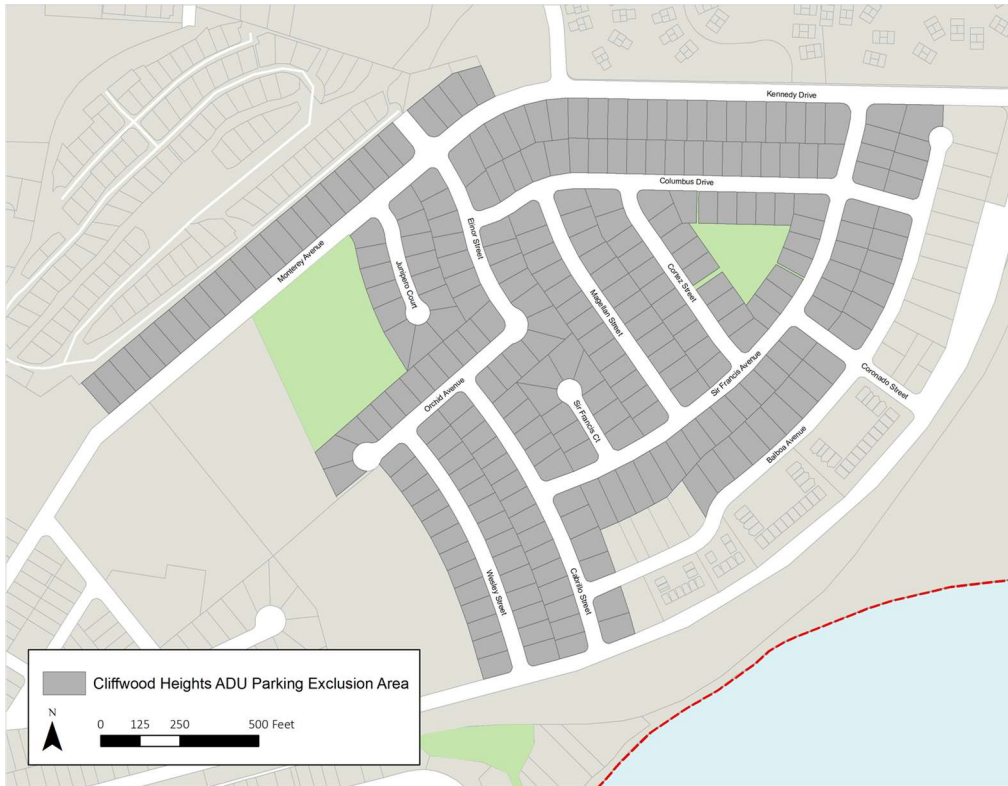 Kennedy Drive
Columbus Drive
Elinor Street
Monterey Avenue
Junipero Court
Cortez Street
Magellan Street
Sir Francis Avenue
Coronado Street
Orchid Avenue
Sir Francis Ct
Balboa Avenue
Wesley Street
Cabrillo Street
Cliffwood Heights ADU Parking Exclusion Area
N
0 125 250 500 Feet